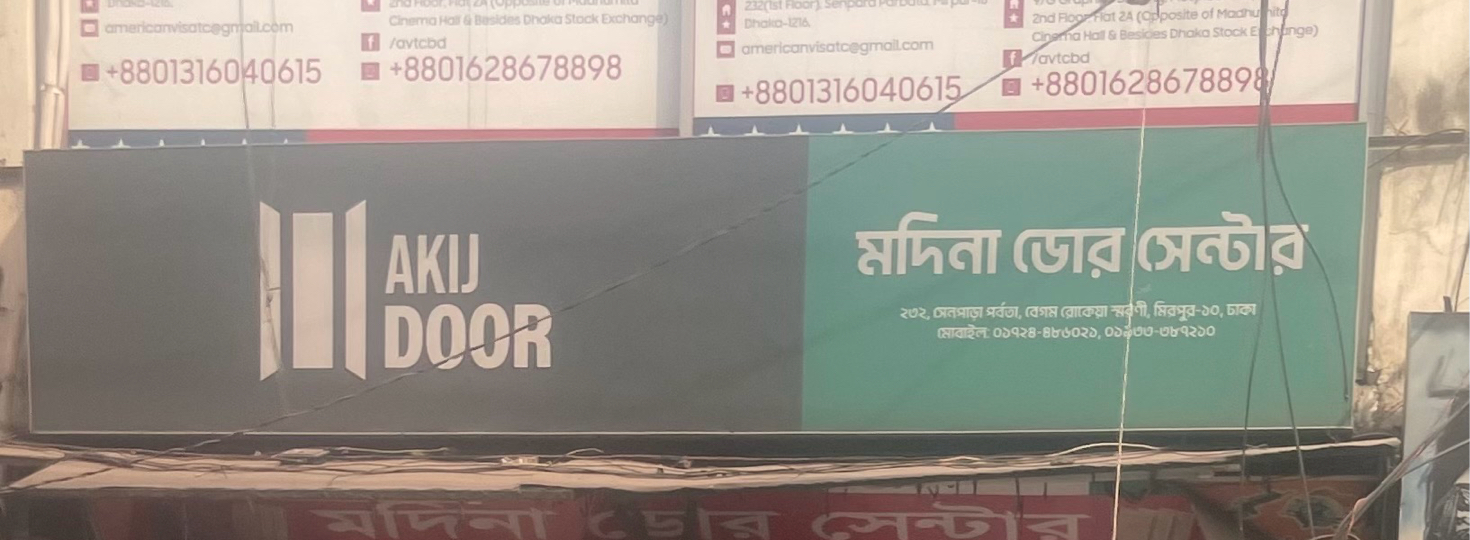 Dhaka-1216.
americanvisatc@gmail.com
+8801316040615
2nd Floor, Flat 2A (Opposite of Madhumita
Cinema Hall & Besides Dhaka Stock Exchange)
/avtcbd
+8801628678898
232(1st Floor), Senpara Parbata, Mirpur-10
Dhaka-1216.
americanvisatc@gmail.com
+8801316040615
2nd Floor, Flat 2A (Opposite of Madhumita
Cinema Hall & Besides Dhaka Stock Exchange)
/avtcbd
+8801628678898
AKIJ
DOOR
মদিনা ডোর সেন্টার
২৩২, সেনপাড়া পর্বতা, বেগম রোকেয়া স্মরণী, মিরপুর-১০, ঢাকা
মোবাইল: ০১৭২৪-৪৮৬০২১, ০১৯৩৩-৩৮৭২১০
মদিনা ডোর সেন্টার